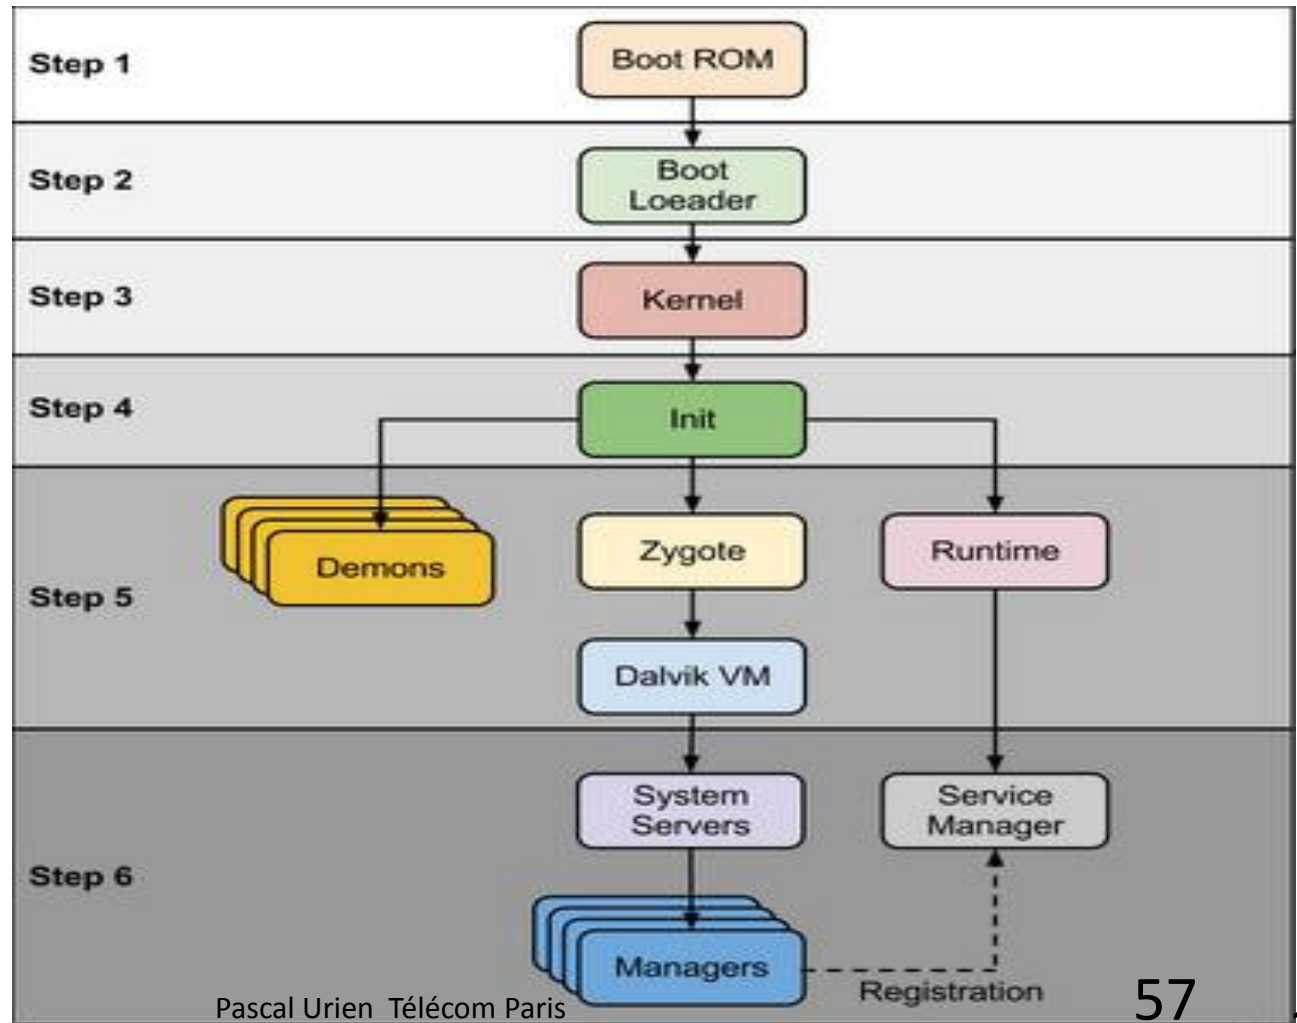 Step 1
Boot ROM
Step 2
Boot
Loeader
Step 3
Kernel
Step 4
Init
Step 5
Demons
Zygote
Runtime
Dalvik VM
Step 6
System
Servers
Service
Manager
Managers
Registration
Pascal Urien Télécom Paris
57